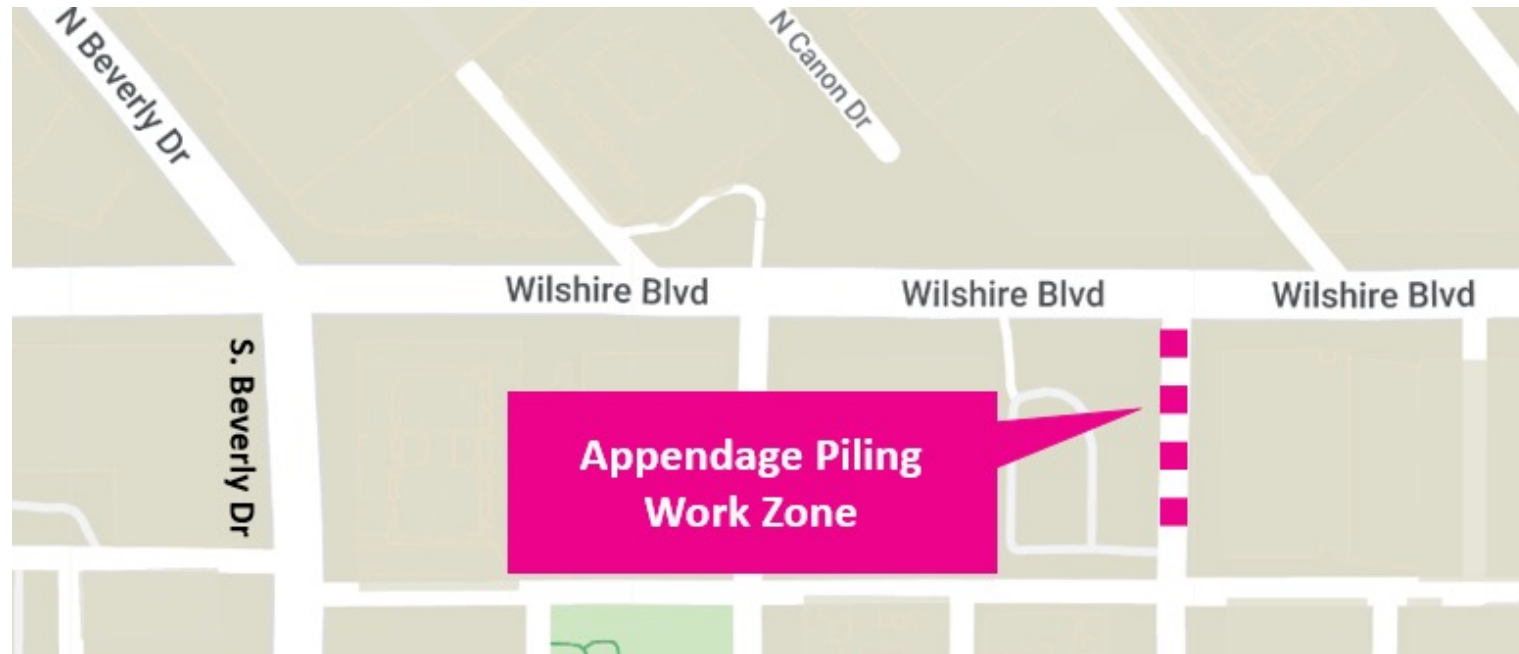 N Beverly Dr
N Canon Dr
Wilshire Blvd
Wilshire Blvd
Wilshire Blvd
S. Beverly Dr
Appendage Piling
Work Zone